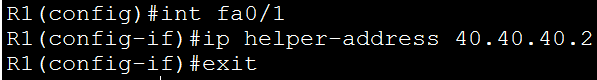 R1(config)#int fa0/1
R1(config-if)#ip helper-address 40.40.40.2
R1(config-if)#exit